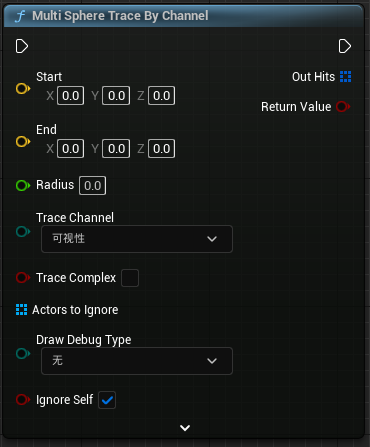 f Multi Sphere Trace By Channel
Start
Out Hits
X 0.0 Y 0.0 Z 0.0
Return Value
End
X 0.0 Y 0.0 Z 0.0
Radius 0.0
Trace Channel
可视性
Trace Complex
Actors to Ignore
Draw Debug Type
无
Ignore Self